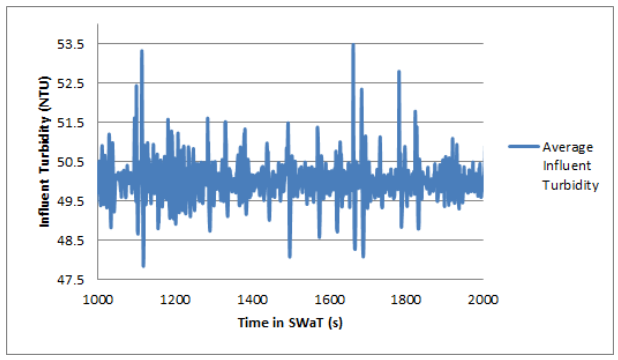 53.5
52.5
51.5
50.5
49.5
48.5
47.5
Influent Turbidity (NTU)
1000 1200 1400 1600 1800 2000
Time in SWaT (s)
Average
Influent
Turbidity